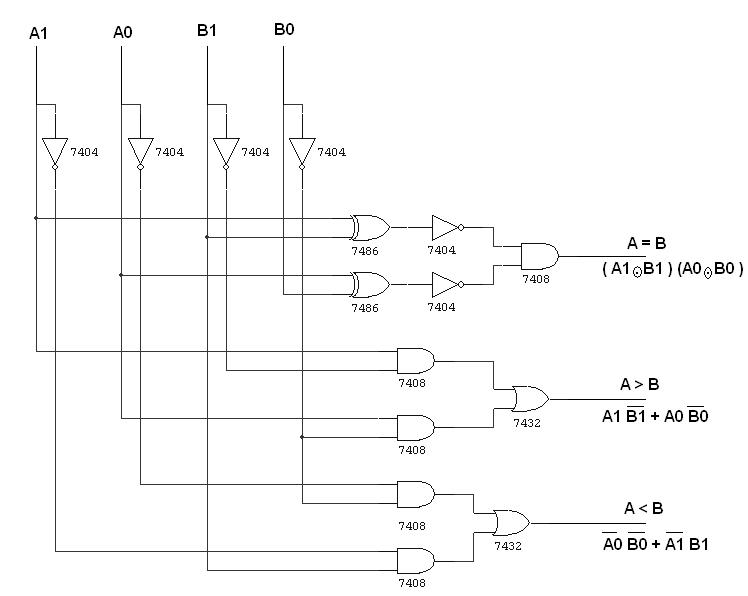 A1 A0 B1 B0
7404 7404 7404 7404
7486 7404
A = B
( A1⊙B1 ) (A0⊙B0 )
7408
7486 7404
7408
A > B
A1 B̅1̅ + A0 B̅0̅
7432
7408
A < B
A̅0̅ B̅0̅ + A̅1̅ B1
7408
7432
7408